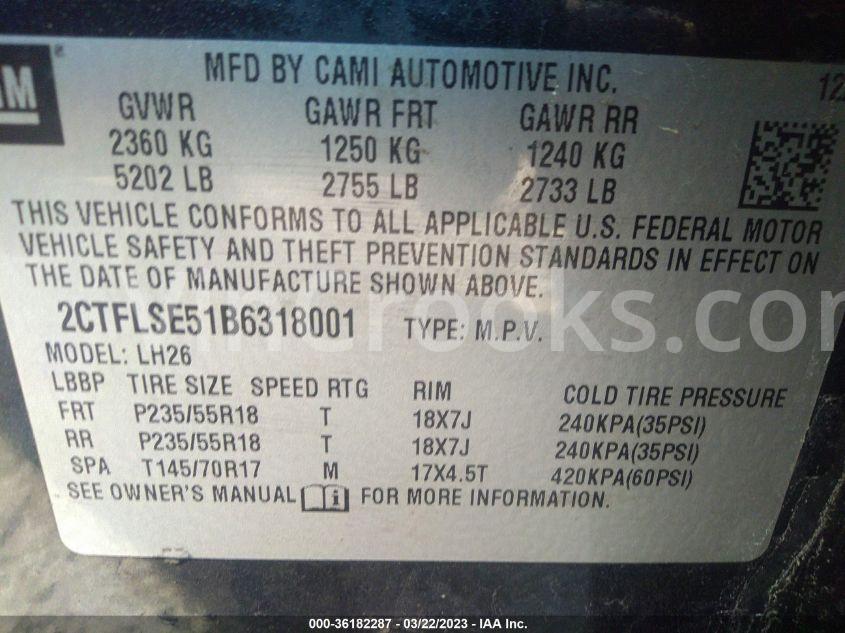 MFD BY CAMI AUTOMOTIVE INC.
GVWR GAWR FRT GAWR RR
2360 KG 1250 KG 1240 KG
5202 LB 2755 LB 2733 LB
THIS VEHICLE CONFORMS TO ALL APPLICABLE U.S. FEDERAL MOTOR
VEHICLE SAFETY AND THEFT PREVENTION STANDARDS IN EFFECT ON
THE DATE OF MANUFACTURE SHOWN ABOVE.
2CTFLSE51B6318001 TYPE: M.P.V.
MODEL: LH26
LBBP TIRE SIZE SPEED RTG RIM COLD TIRE PRESSURE
FRT P235/55R18 T 18X7J 240KPA(35PSI)
RR P235/55R18 T 18X7J 240KPA(35PSI)
SPA T145/70R17 M 17X4.5T 420KPA(60PSI)
SEE OWNER'S MANUAL i FOR MORE INFORMATION.
000-36182287 - 03/22/2023 - IAA Inc.